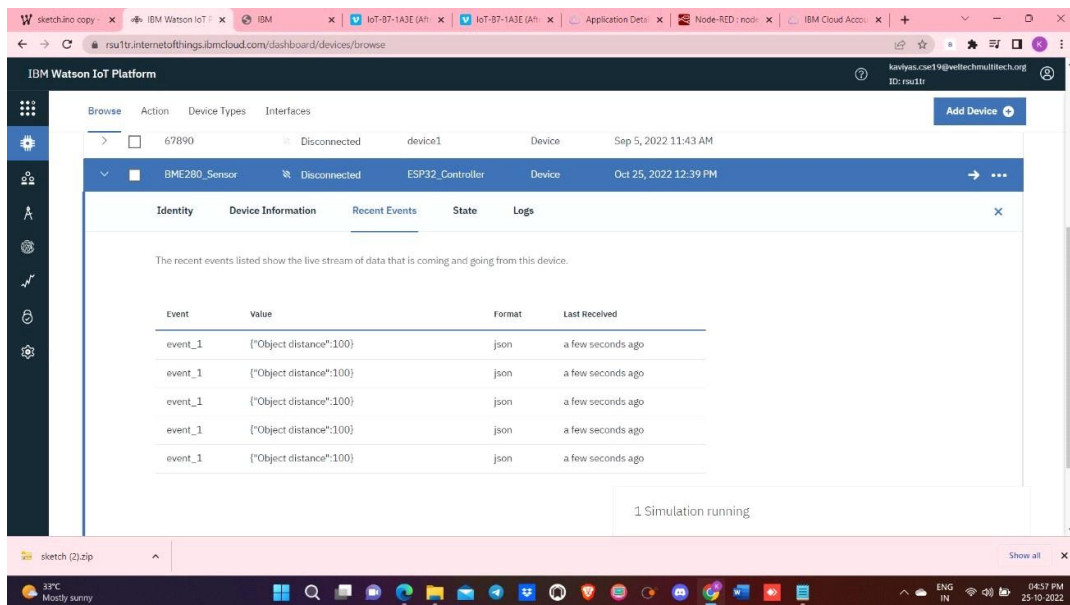 sketch.ino copy -
IBM Watson IoT P
IBM
IoT-B7-1A3E (Aft
IoT-B7-1A3E (Aft
Application Detai
Node-RED : node
IBM Cloud Accou
rsu1tr.internetofthings.ibmcloud.com/dashboard/devices/browse
K
IBM Watson IoT Platform
kaviyas.cse19@veltechmultitech.org
ID: rsu1tr
Browse Action Device Types Interfaces
Add Device
67890 Disconnected device1 Device Sep 5, 2022 11:43 AM
BME280_Sensor Disconnected ESP32_Controller Device Oct 25, 2022 12:39 PM
Identity Device Information Recent Events State Logs
The recent events listed show the live stream of data that is coming and going from this device.
Event Value Format Last Received
event_1 {"Object distance":100} json a few seconds ago
event_1 {"Object distance":100} json a few seconds ago
event_1 {"Object distance":100} json a few seconds ago
event_1 {"Object distance":100} json a few seconds ago
event_1 {"Object distance":100} json a few seconds ago
1 Simulation running
sketch (2).zip
Show all
33°C
Mostly sunny
ENG
IN
04:57 PM
25-10-2022